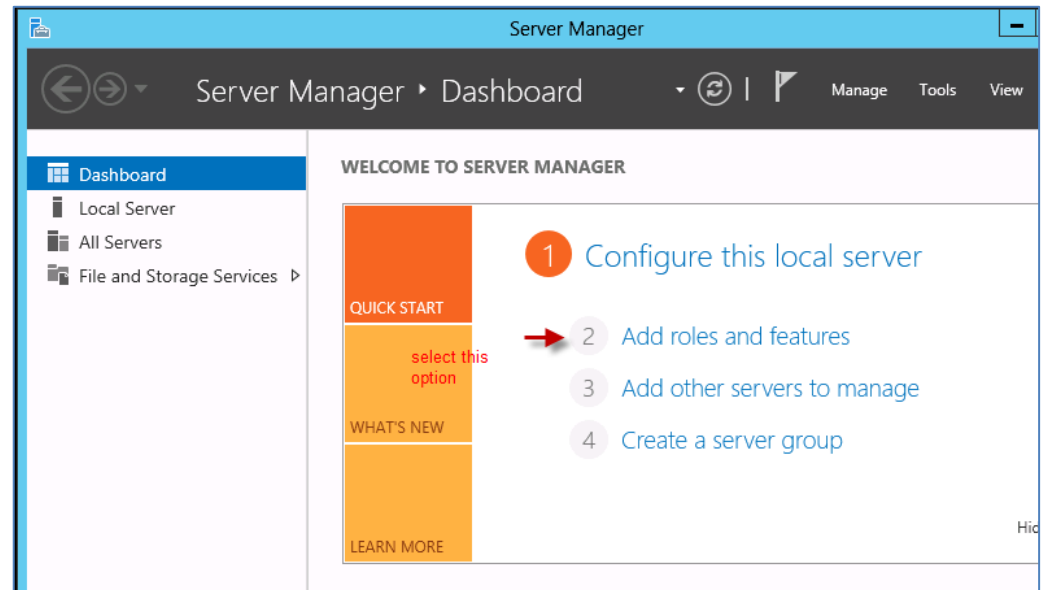 Server Manager
Server Manager ‣ Dashboard
Manage Tools View
Dashboard
Local Server
All Servers
File and Storage Services
WELCOME TO SERVER MANAGER
QUICK START
WHAT'S NEW
LEARN MORE
select this
option
1 Configure this local server
2 Add roles and features
3 Add other servers to manage
4 Create a server group